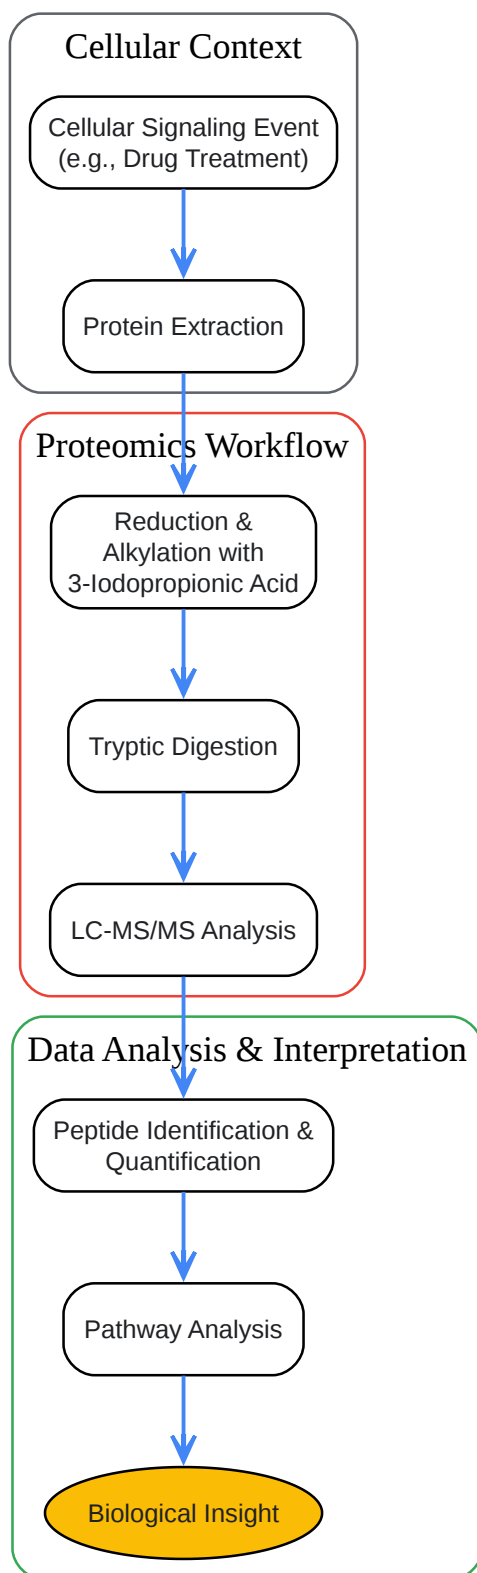 Cellular Context
Cellular Signaling Event
(e.g., Drug Treatment)
Protein Extraction
Proteomics Workflow
Reduction &
Alkylation with
3-Iodopropionic Acid
Tryptic Digestion
LC-MS/MS Analysis
Data Analysis & Interpretation
Peptide Identification &
Quantification
Pathway Analysis
Biological Insight